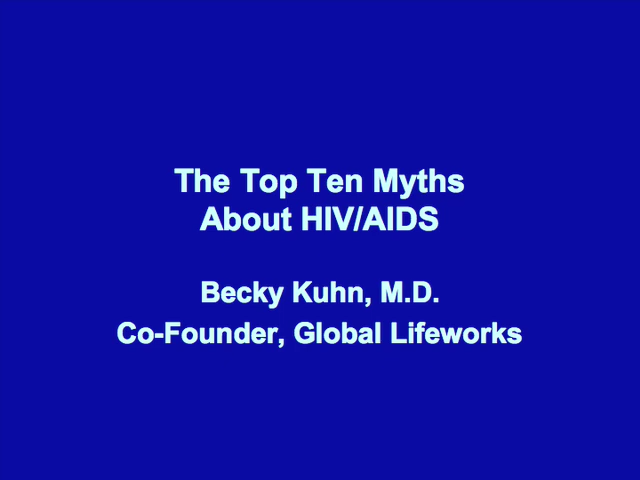 The Top Ten Myths
About HIV/AIDS
Becky Kuhn, M.D.
Co-Founder, Global Lifeworks